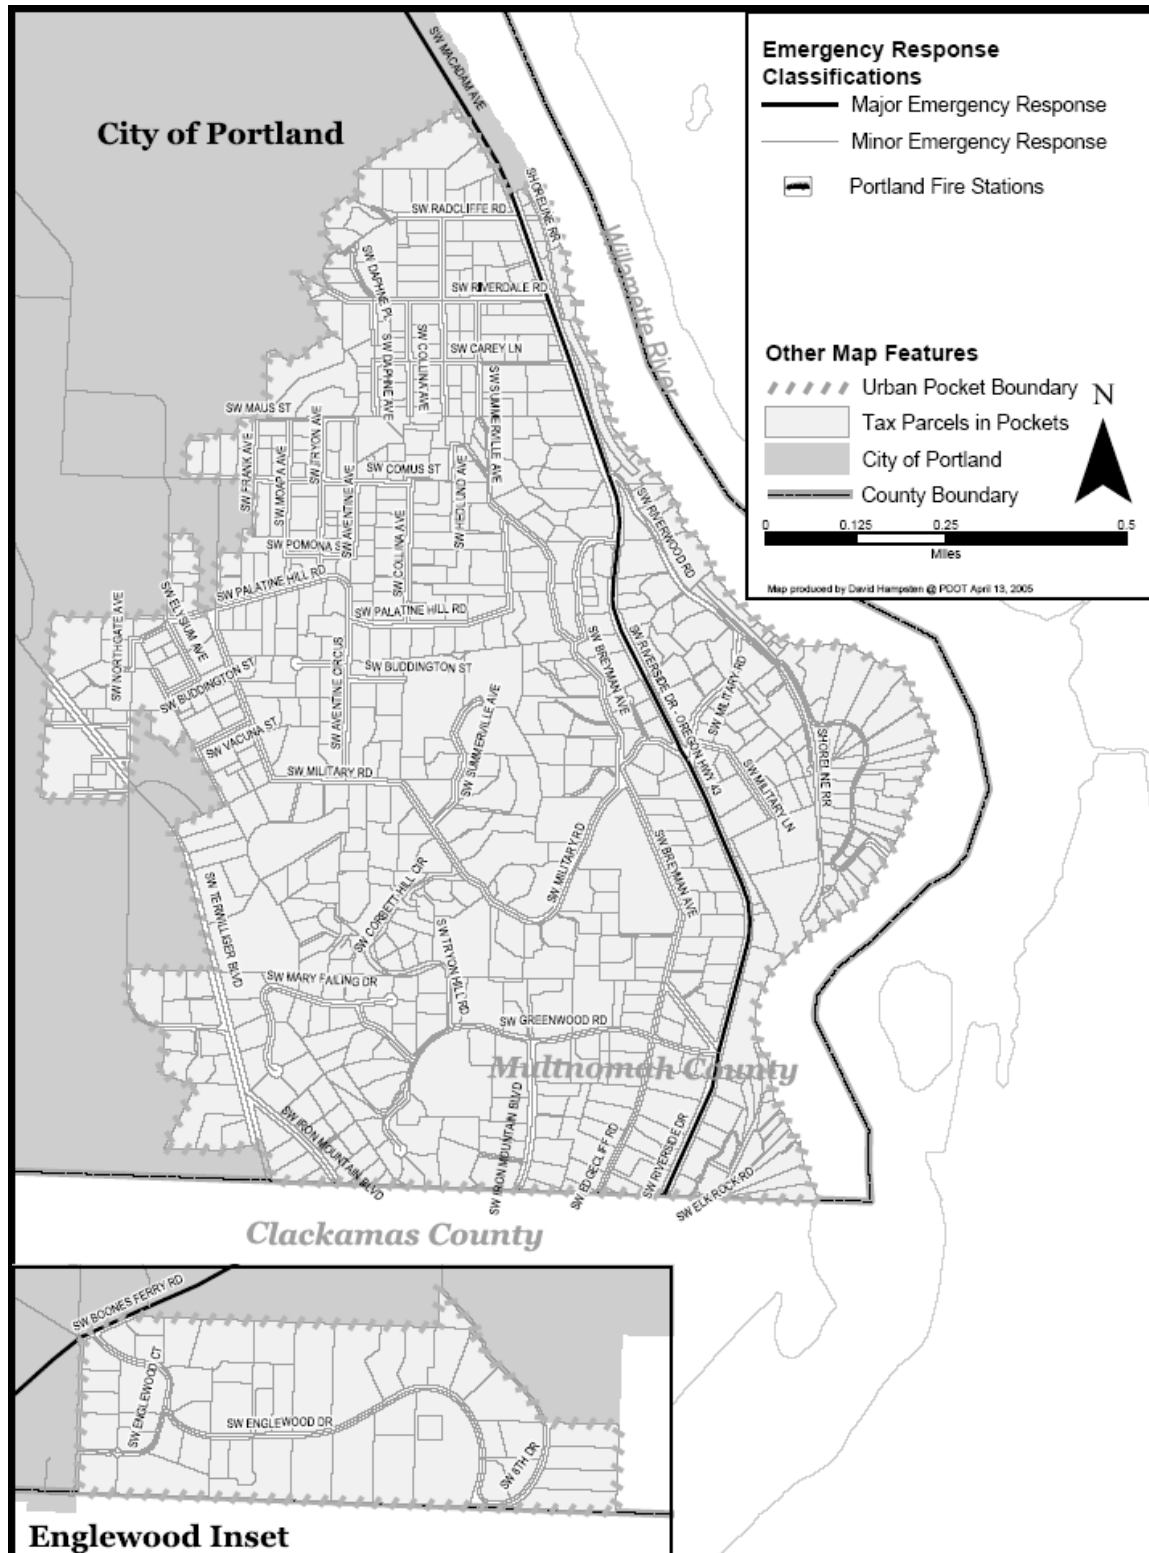 SW MACADAM AVE
City of Portland
Emergency Response
Classifications
Major Emergency Response
Minor Emergency Response
Portland Fire Stations
Other Map Features
Urban Pocket Boundary
N
Tax Parcels in Pockets
City of Portland
County Boundary
0 0.125 0.25 0.5
Miles
Map produced by David Hampsten @ PDOT April 13, 2005
SHORELINE RR
SW RADCLIFFE RD
Willamette River
SW DAPHNE PL
SW RIVERDALE RD
SW DAPHNE AVE
SW COLLINA AVE
SW CAREY LN
SW SUMMERVILLE AVE
SW MAUS ST
SW FRANK AVE
SW MOAPA AVE
SW TRYON AVE
SW AVENTINE AVE
SW COMUS ST
SW HEDLUND AVE
SW COLLINA AVE
SW POMONA S
SW RIVERWOOD RD
SW PALATINE HILL RD
SW PALATINE HILL RD
SW NORTHGATE AVE
SW ELYSIUM AVE
SW BUDDINGTON ST
SW BUDDINGTON ST
SW AVENTINE CIRCUS
SW BREYMAN AVE
SW RIVERSIDE DR - OREGON HWY 43
SW MILITARY RD
SW VACUNA ST
SW MILITARY RD
SW SUMMERVILLE AVE
SW MILITARY LN
SHORELINE RR
SW MILITARY RD
SW BREYMAN AVE
SW TERWILLIGER BLVD
SW CORBETT HILL CIR
SW TRYON HILL RD
SW MARY FAILING DR
SW GREENWOOD RD
Multnomah County
SW IRON MOUNTAIN BLVD
SW IRON MOUNTAIN BLVD
SW EDGECLIFF RD
SW RIVERSIDE DR
SW ELK ROCK RD
Clackamas County
SW BOONES FERRY RD
SW ENGLEWOOD CT
SW ENGLEWOOD DR
SW 8TH DR
Englewood Inset